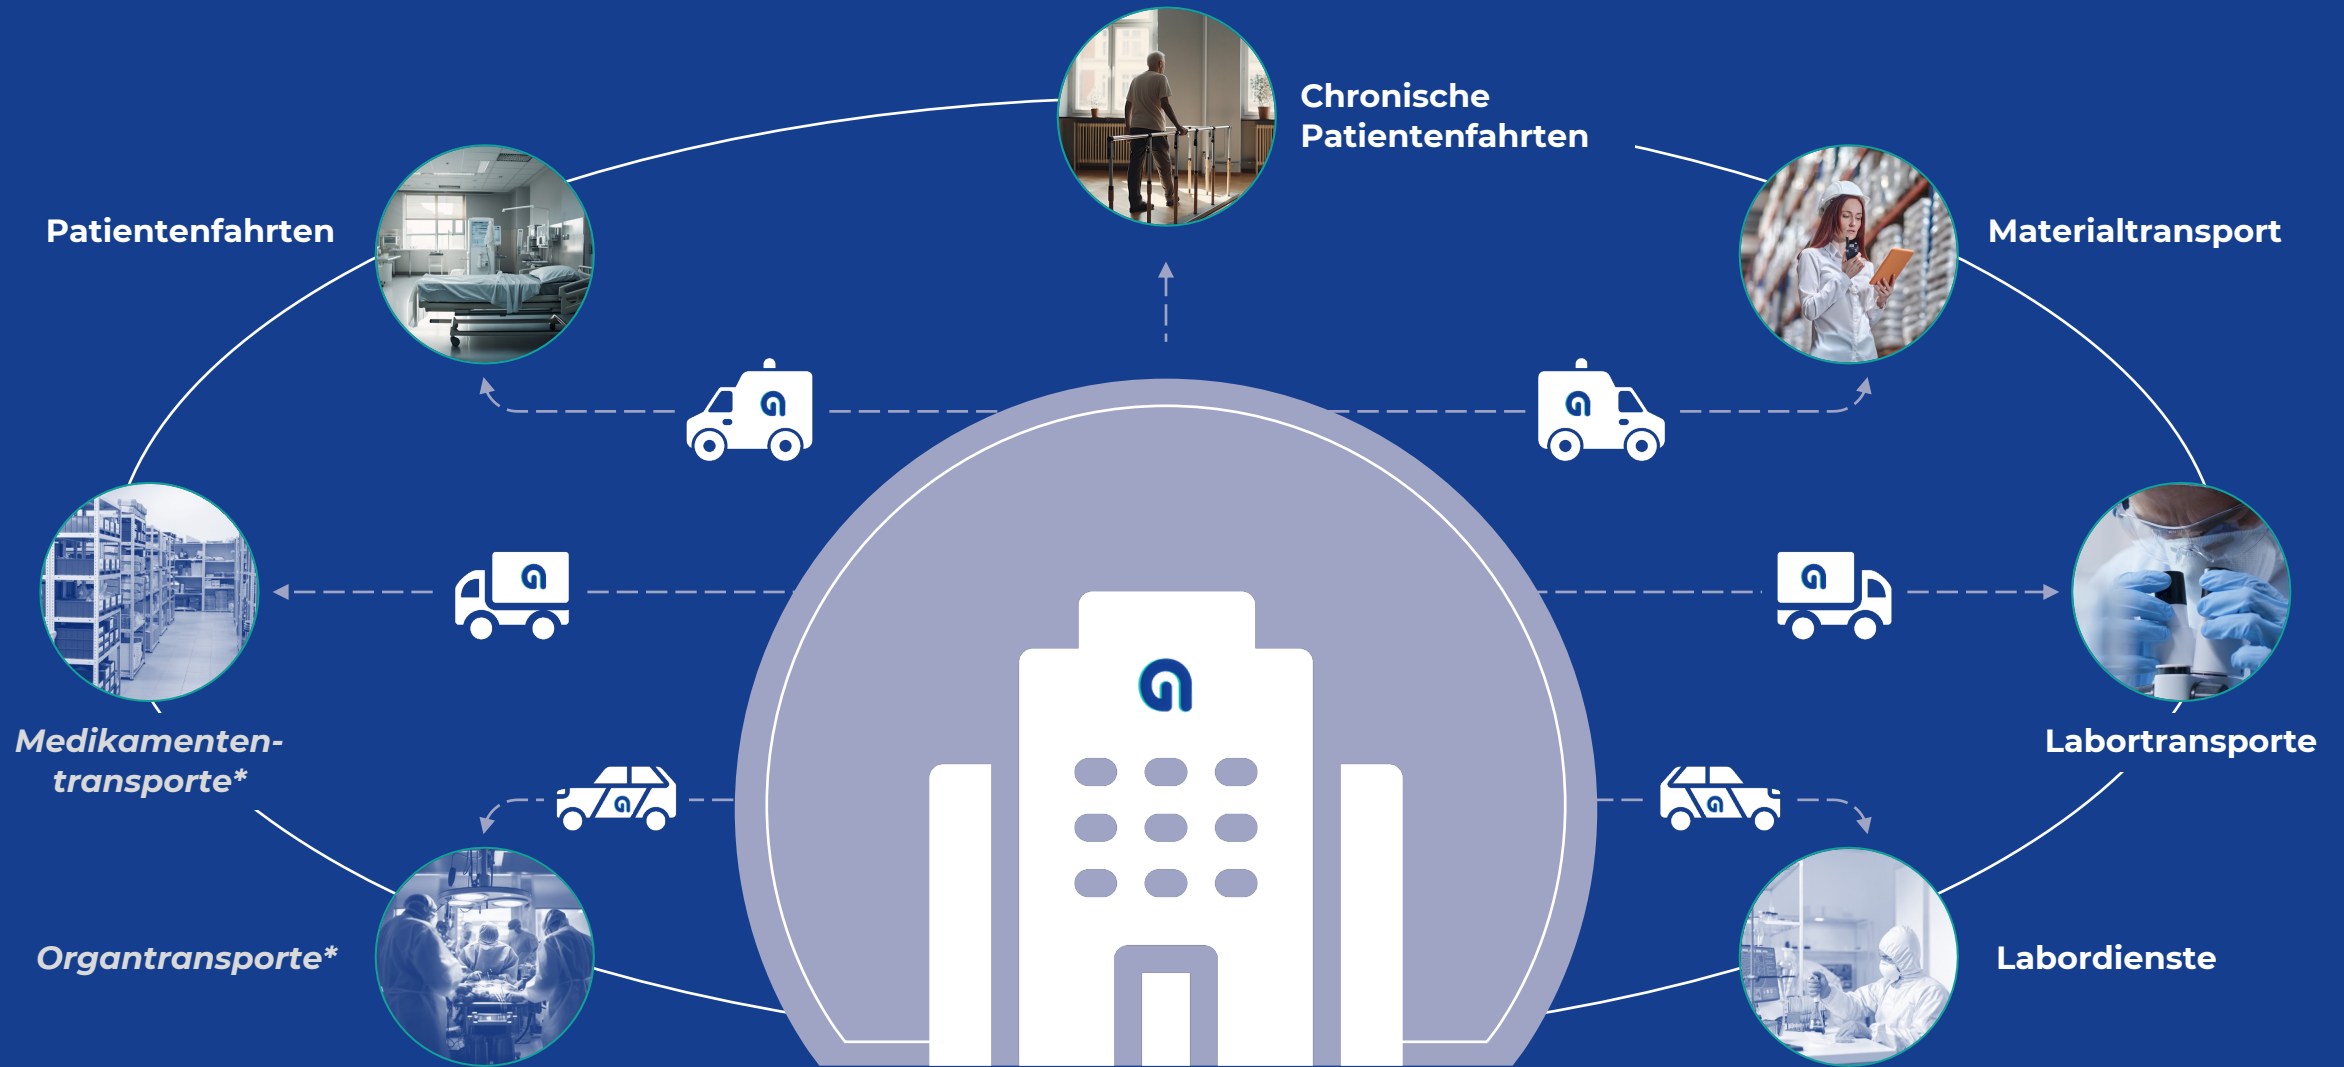 Chronische
Patientenfahrten
Patientenfahrten
Materialtransport
Medikamenten-
transporte*
Labortransporte
Organtransporte*
Labordienste